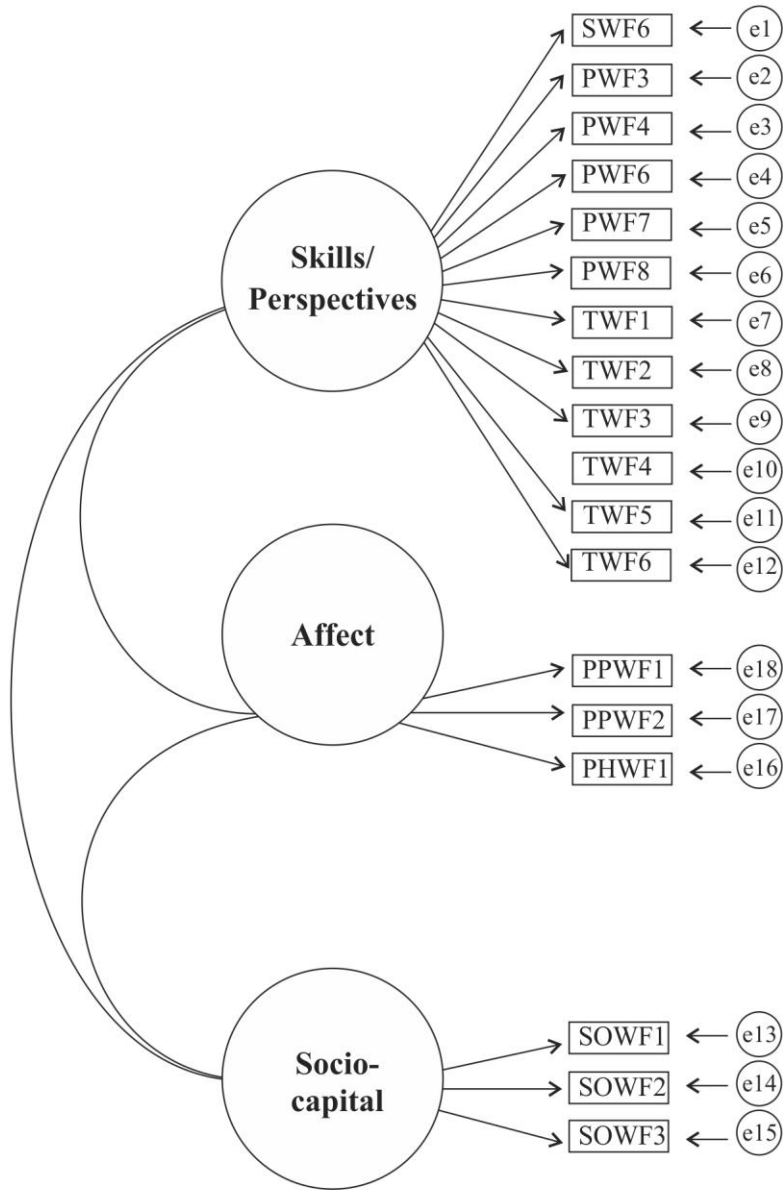 SWF6 e1
PWF3 e2
PWF4 e3
PWF6 e4
PWF7 e5
PWF8 e6
TWF1 e7
TWF2 e8
TWF3 e9
TWF4 e10
TWF5 e11
TWF6 e12
Skills/
Perspectives
Affect
PPWF1 e18
PPWF2 e17
PHWF1 e16
Socio-
capital
SOWF1 e13
SOWF2 e14
SOWF3 e15